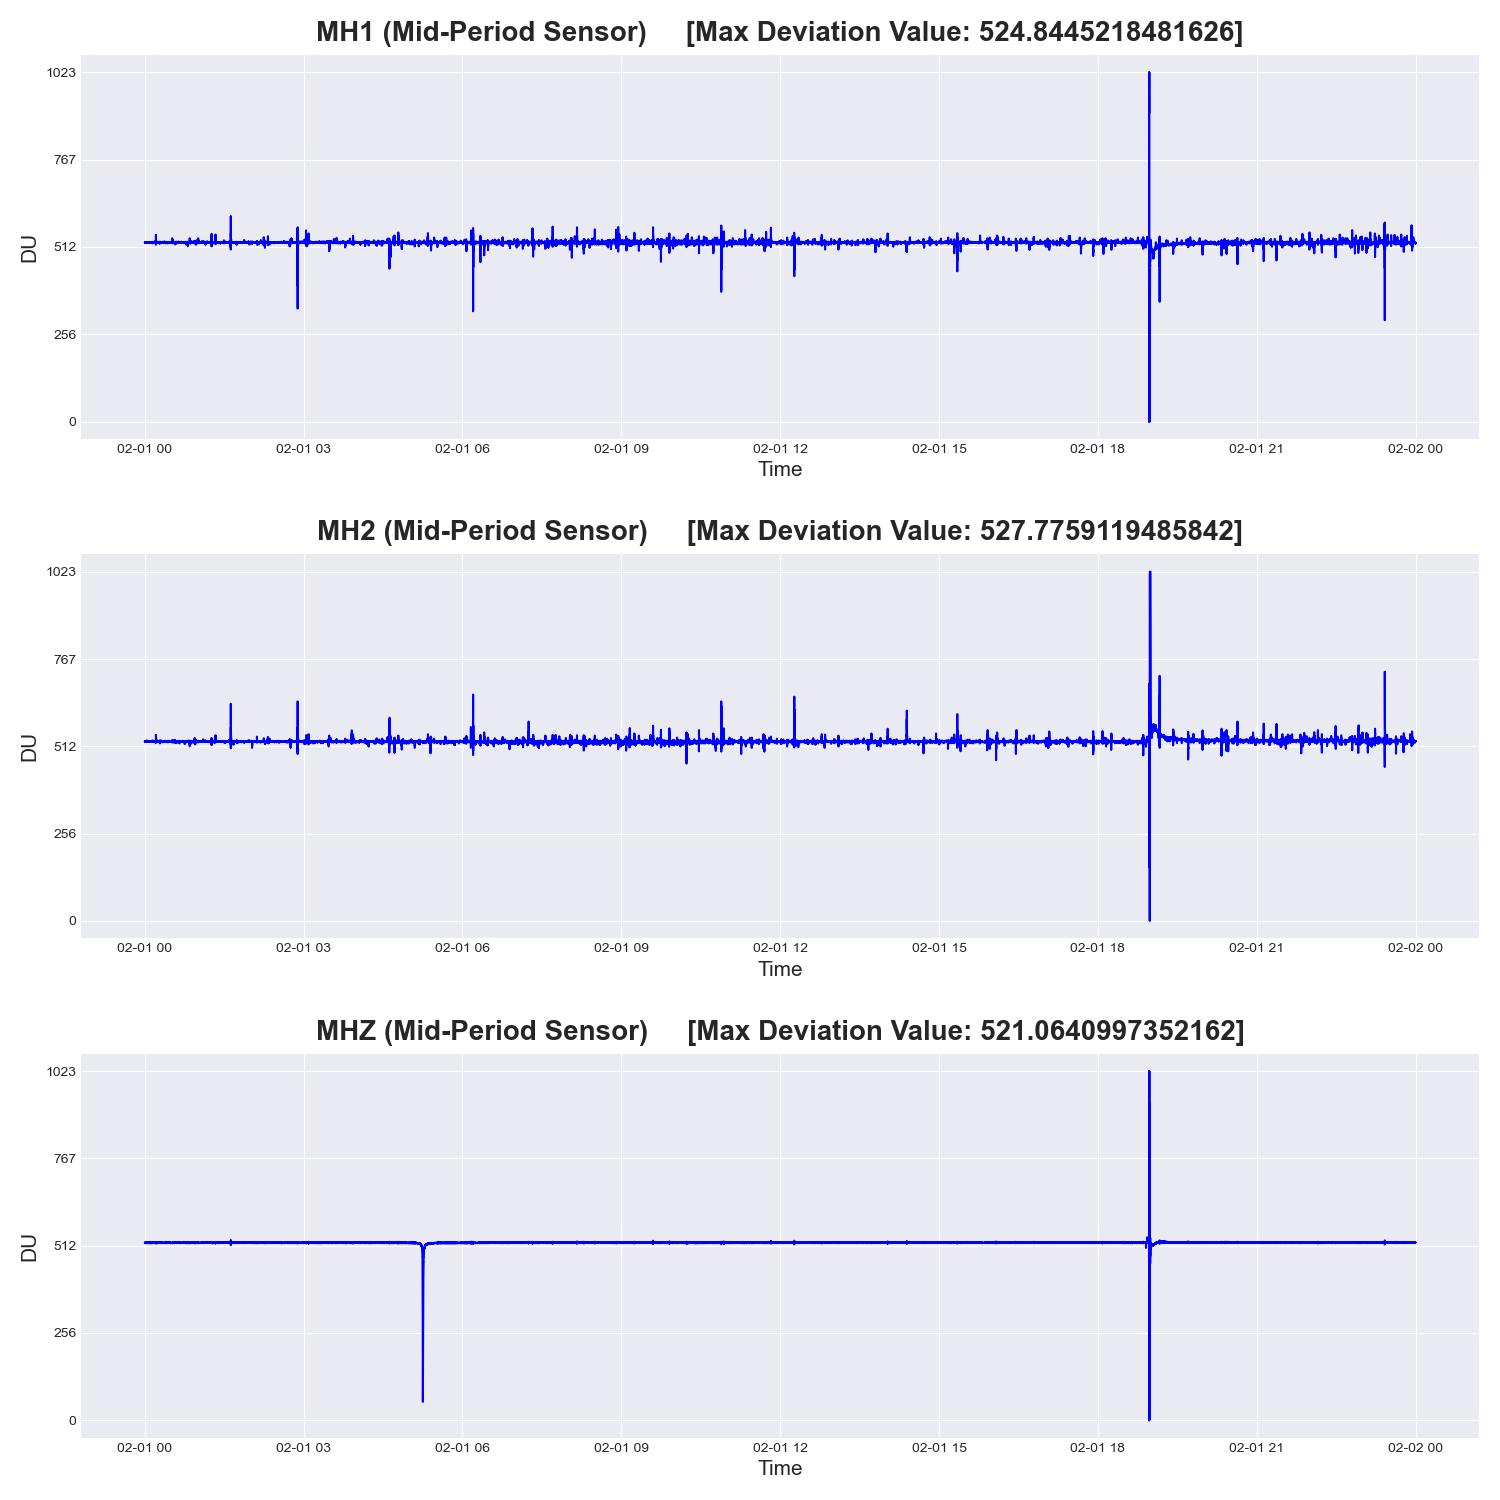 MH1 (Mid-Period Sensor) [Max Deviation Value: 524.8445218481626]
1023
767
512
256
0
DU
02-01 00 02-01 03 02-01 06 02-01 09 02-01 12 02-01 15 02-01 18 02-01 21 02-02 00
Time
MH2 (Mid-Period Sensor) [Max Deviation Value: 527.7759119485842]
1023
767
512
256
0
DU
02-01 00 02-01 03 02-01 06 02-01 09 02-01 12 02-01 15 02-01 18 02-01 21 02-02 00
Time
MHZ (Mid-Period Sensor) [Max Deviation Value: 521.0640997352162]
1023
767
512
256
0
DU
02-01 00 02-01 03 02-01 06 02-01 09 02-01 12 02-01 15 02-01 18 02-01 21 02-02 00
Time